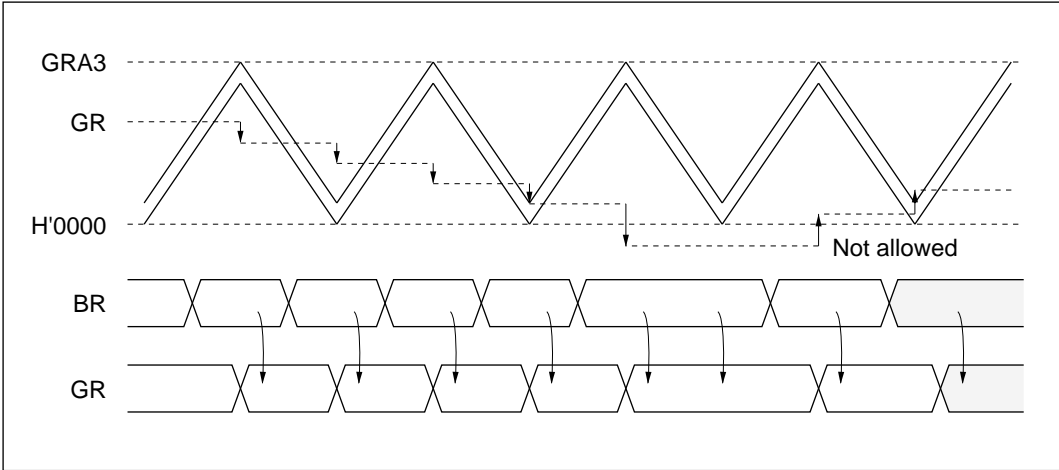 GRA3
GR
H'0000
Not allowed
BR
GR